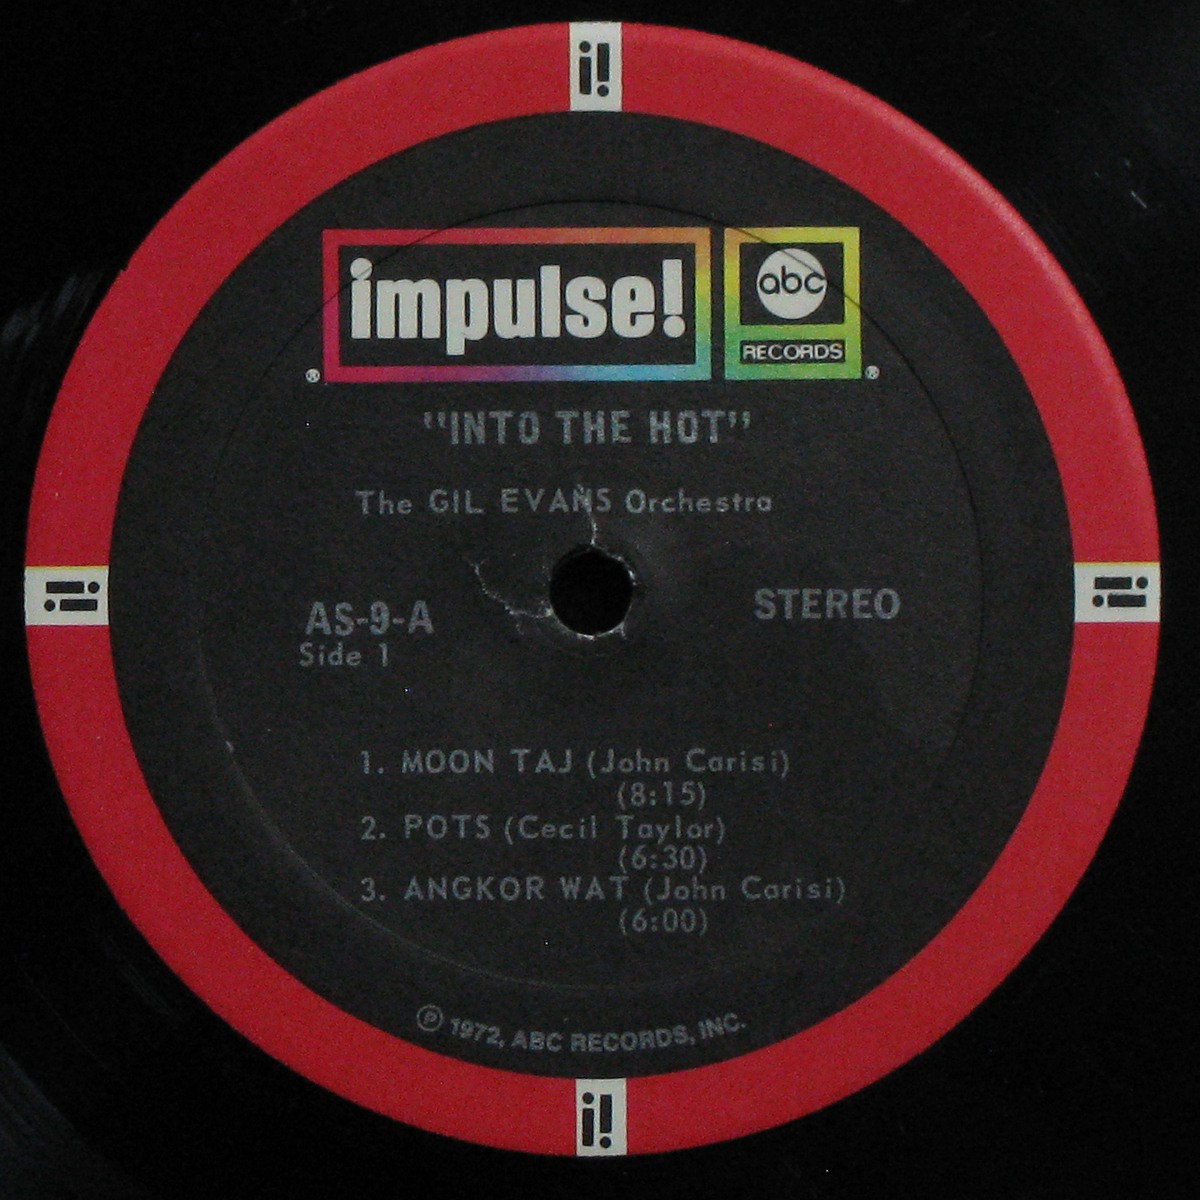 i!
impulse!
abc
RECORDS
®
®
"INTO THE HOT"
The GIL EVANS Orchestra
AS-9-A
STEREO
Side 1
i!
i!
1. MOON TAJ (John Carisi)
(8:15)
2. POTS (Cecil Taylor)
(6:30)
3. ANGKOR WAT (John Carisi)
(6:00)
℗ 1972, ABC RECORDS, INC.
i!